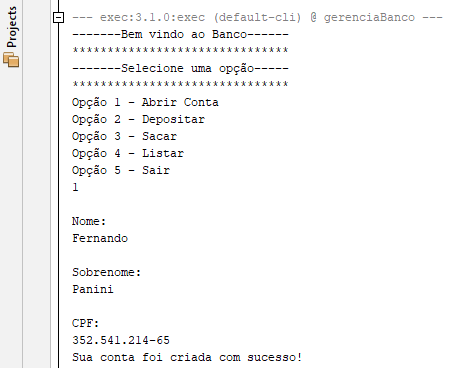 Projects
--- exec:3.1.0:exec (default-cli) @ gerenciaBanco ---
-------Bem vindo ao Banco------
*******************************
-------Selecione uma opção-----
*******************************
Opção 1 - Abrir Conta
Opção 2 - Depositar
Opção 3 - Sacar
Opção 4 - Listar
Opção 5 - Sair
1
Nome:
Fernando
Sobrenome:
Panini
CPF:
352.541.214-65
Sua conta foi criada com sucesso!